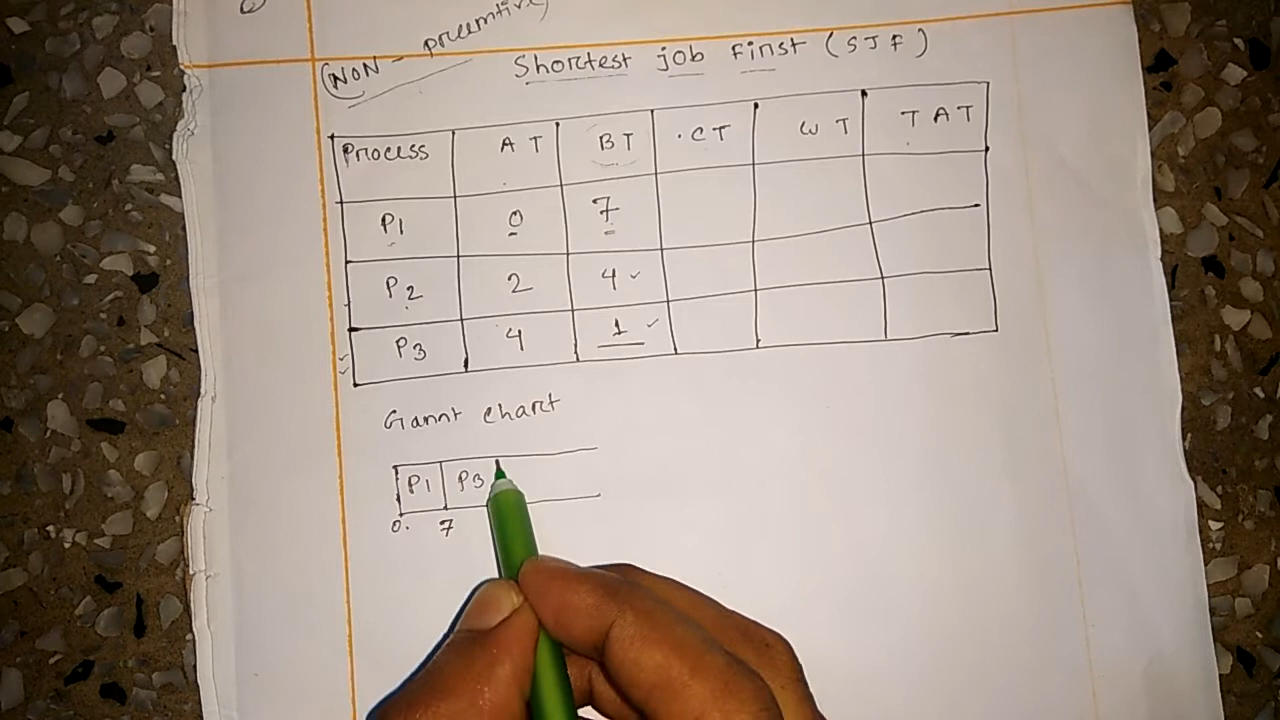 (NON - preemtive)
Shortest job first (SJF)
Process AT BT CT WT TAT
P1 0 7
P2 2 4
P3 4 1
Gannt chart
P1 P3
0 7